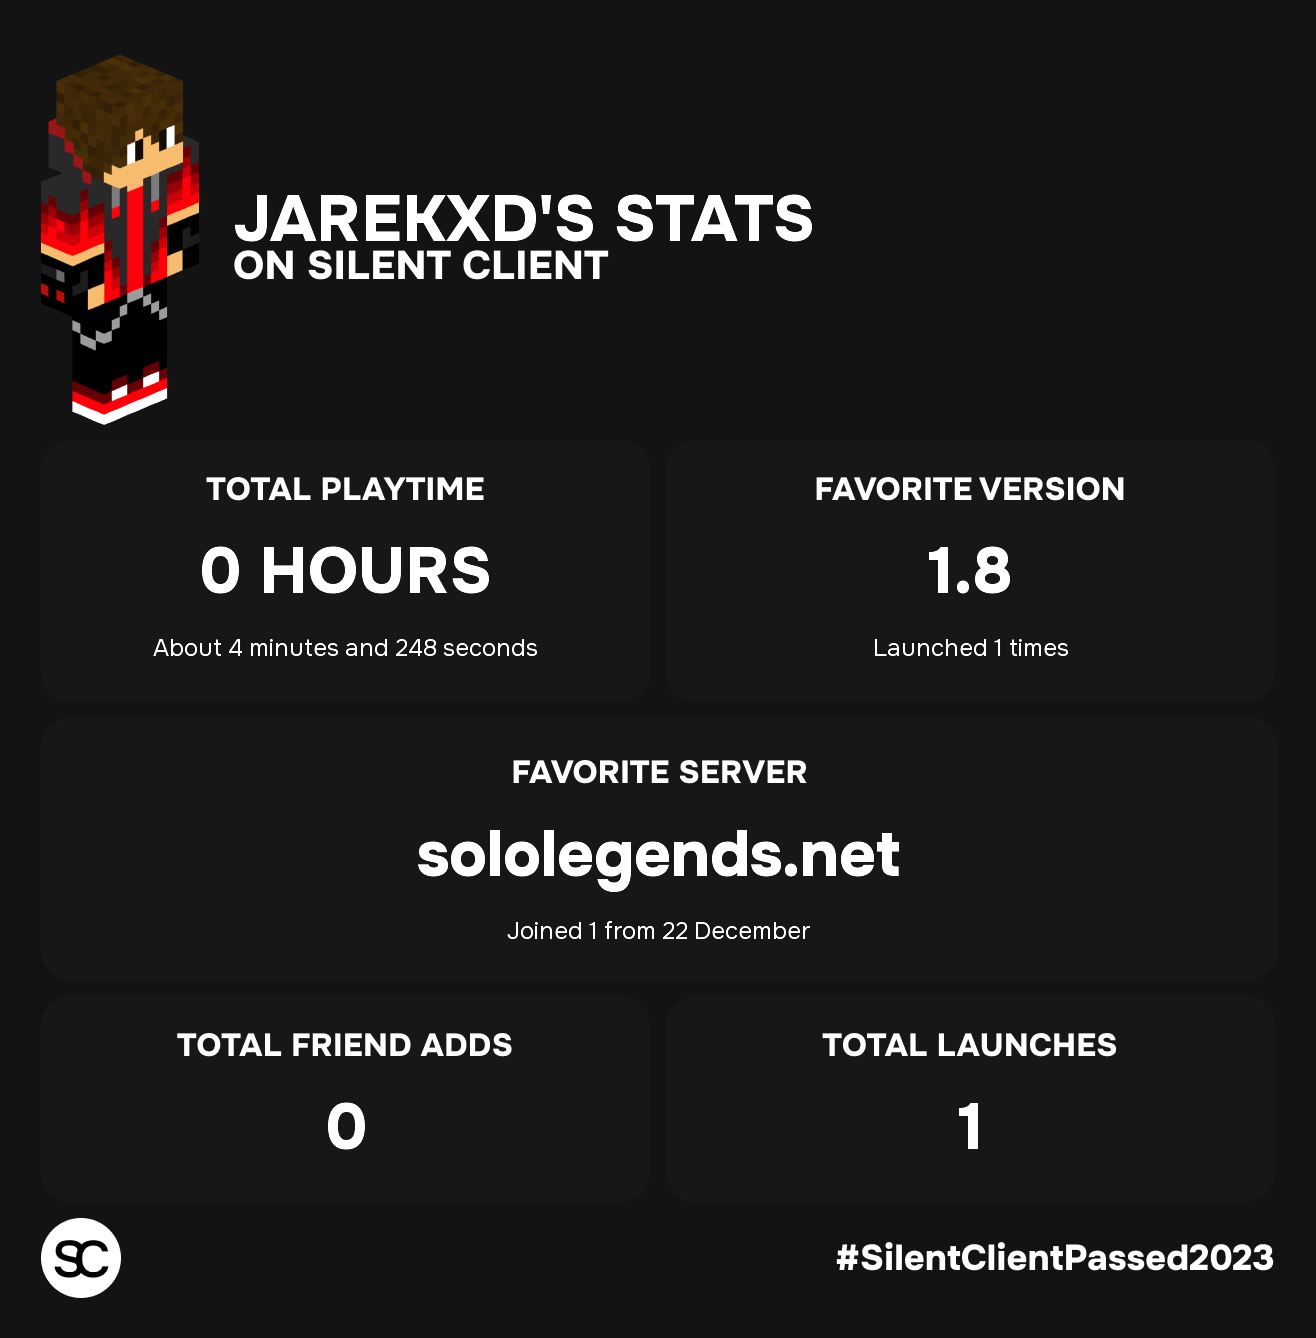 JAREKXD'S STATS
ON SILENT CLIENT
TOTAL PLAYTIME
0 HOURS
About 4 minutes and 248 seconds
FAVORITE VERSION
1.8
Launched 1 times
FAVORITE SERVER
sololegends.net
Joined 1 from 22 December
TOTAL FRIEND ADDS
0
TOTAL LAUNCHES
1
SC
#SilentClientPassed2023